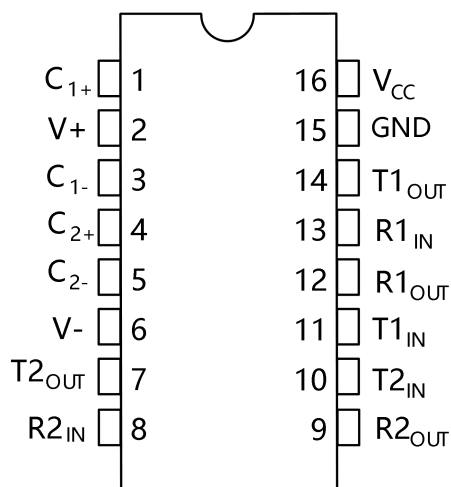 C1+ 1 16 VCC
V+ 2 15 GND
C1- 3 14 T1OUT
C2+ 4 13 R1IN
C2- 5 12 R1OUT
V- 6 11 T1IN
T2OUT 7 10 T2IN
R2IN 8 9 R2OUT